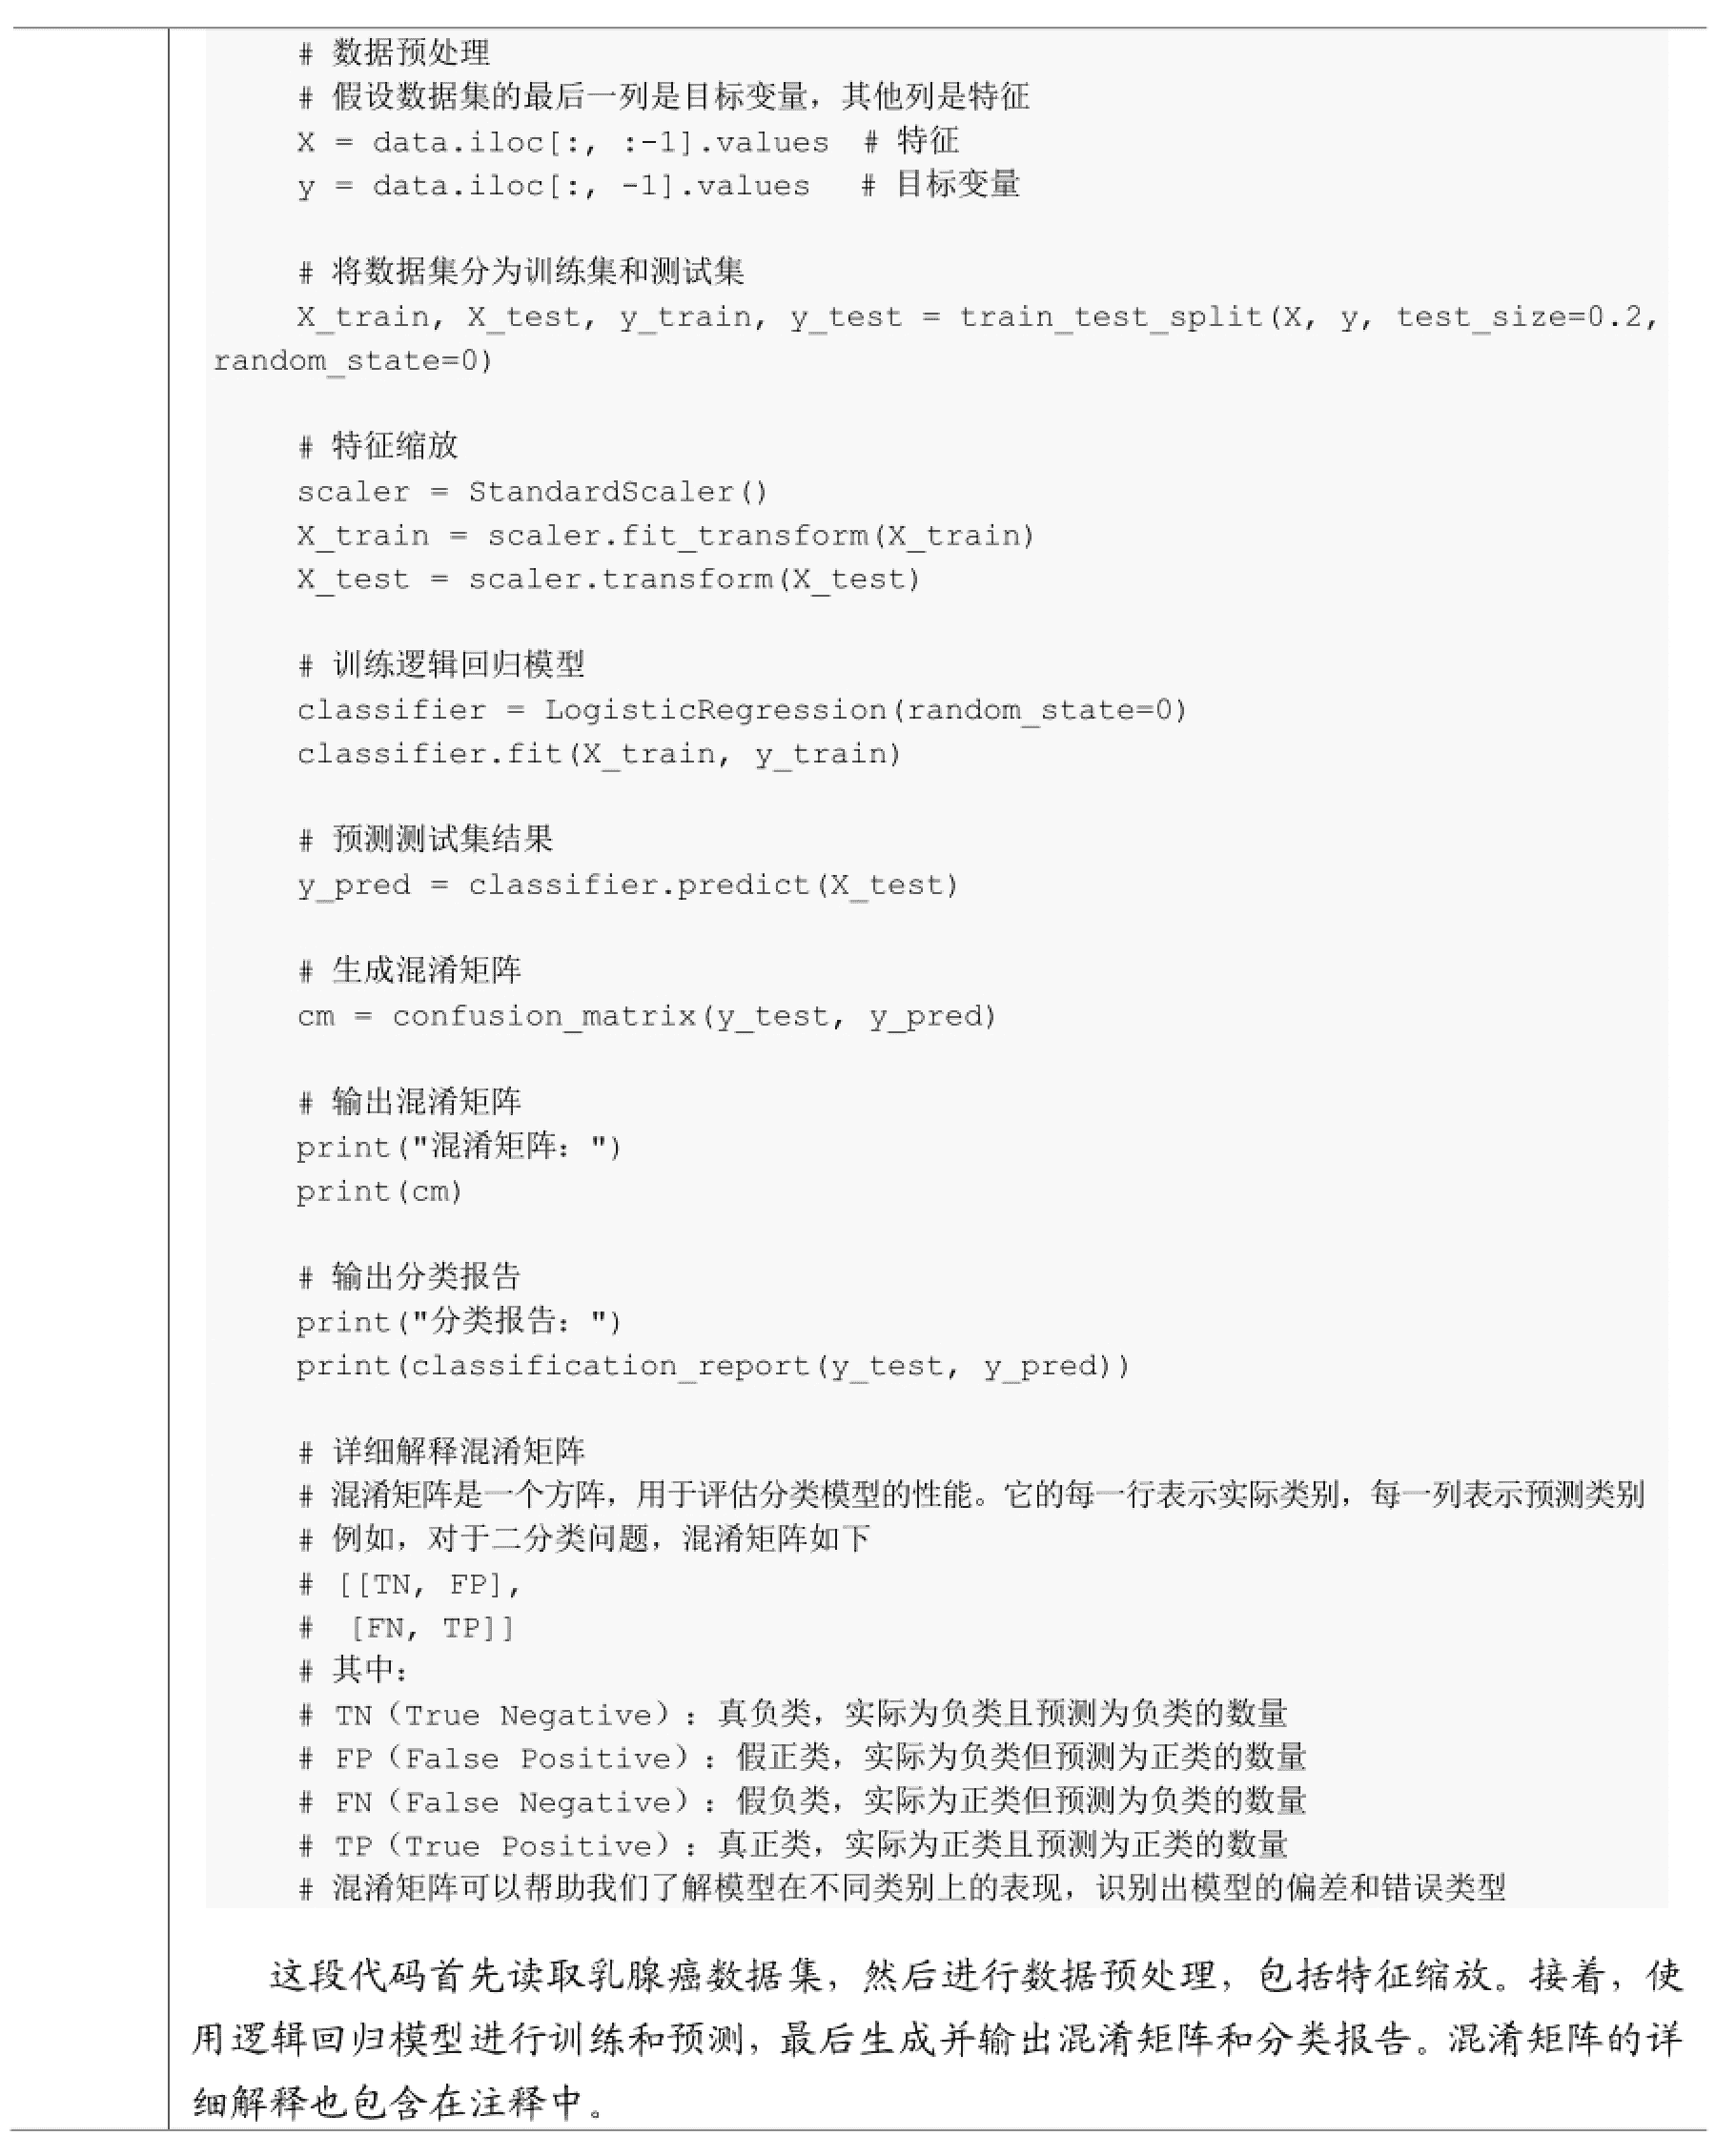 # 数据预处理
# 假设数据集的最后一列是目标变量，其他列是特征
X = data.iloc[:, :-1].values  # 特征
y = data.iloc[:, -1].values   # 目标变量
# 将数据集分为训练集和测试集
X_train, X_test, y_train, y_test = train_test_split(X, y, test_size=0.2,
random_state=0)
# 特征缩放
scaler = StandardScaler()
X_train = scaler.fit_transform(X_train)
X_test = scaler.transform(X_test)
# 训练逻辑回归模型
classifier = LogisticRegression(random_state=0)
classifier.fit(X_train, y_train)
# 预测测试集结果
y_pred = classifier.predict(X_test)
# 生成混淆矩阵
cm = confusion_matrix(y_test, y_pred)
# 输出混淆矩阵
print("混淆矩阵：")
print(cm)
# 输出分类报告
print("分类报告：")
print(classification_report(y_test, y_pred))
# 详细解释混淆矩阵
# 混淆矩阵是一个方阵，用于评估分类模型的性能。它的每一行表示实际类别，每一列表示预测类别
# 例如，对于二分类问题，混淆矩阵如下
# [[TN, FP],
#  [FN, TP]]
# 其中：
# TN（True Negative）：真负类，实际为负类且预测为负类的数量
# FP（False Positive）：假正类，实际为负类但预测为正类的数量
# FN（False Negative）：假负类，实际为正类但预测为负类的数量
# TP（True Positive）：真正类，实际为正类且预测为正类的数量
# 混淆矩阵可以帮助我们了解模型在不同类别上的表现，识别出模型的偏差和错误类型
这段代码首先读取乳腺癌数据集，然后进行数据预处理，包括特征缩放。接着，使
用逻辑回归模型进行训练和预测，最后生成并输出混淆矩阵和分类报告。混淆矩阵的详
细解释也包含在注释中。